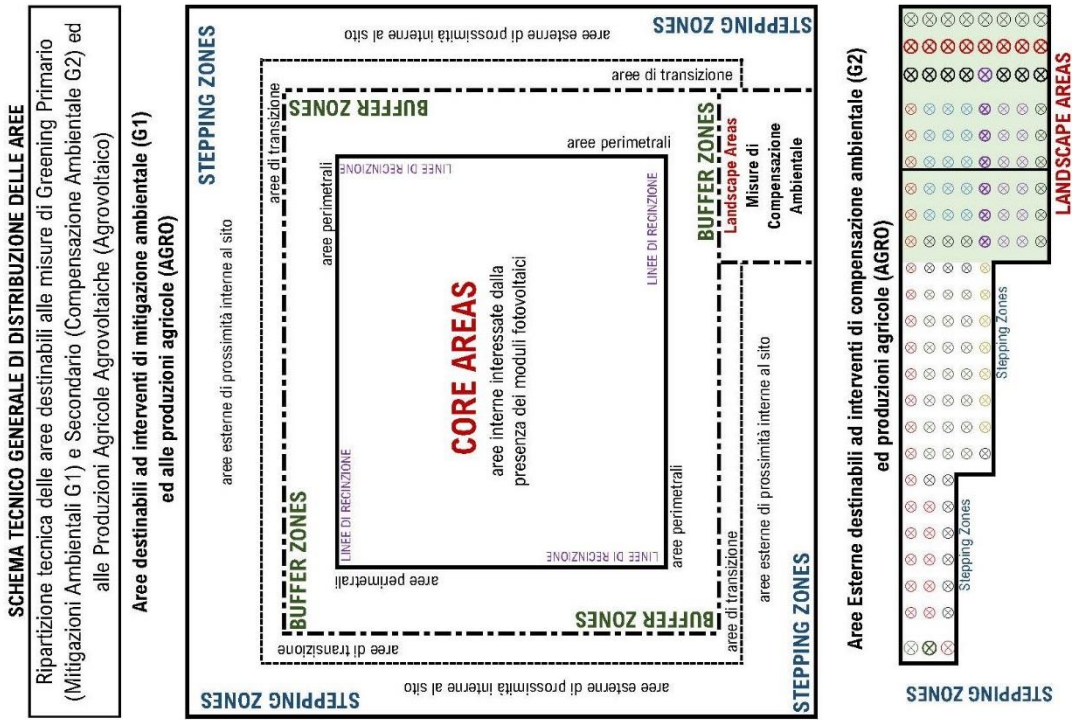 SCHEMA TECNICO GENERALE DI DISTRIBUZIONE DELLE AREE
Ripartizione tecnica delle aree destinabili alle misure di Greening Primario
(Mitigazioni Ambientali G1) e Secondario (Compensazione Ambientale G2) ed
alle Produzioni Agricole Agrovoltaiche (Agrovoltaico)
Aree destinabili ad interventi di mitigazione ambientale (G1)
ed alle produzioni agricole (AGRO)
STEPPING ZONES
STEPPING ZONES
aree esterne di prossimità interne al sito
aree esterne di prossimità interne al sito
aree di transizione
aree di transizione
BUFFER ZONES
BUFFER ZONES
aree perimetrali
aree perimetrali
LINEE DI RECINZIONE
LINEE DI RECINZIONE
CORE AREAS
aree interne interessate dalla
presenza dei moduli fotovoltaici
LINEE DI RECINZIONE
LINEE DI RECINZIONE
aree perimetrali
aree perimetrali
BUFFER ZONES
BUFFER ZONES
Landscape Areas
Misure di
Compensazione
Ambientale
aree di transizione
aree di transizione
aree esterne di prossimità interne al sito
aree esterne di prossimità interne al sito
STEPPING ZONES
STEPPING ZONES
Aree Esterne destinabili ad interventi di compensazione ambientale (G2)
ed produzioni agricole (AGRO)
Stepping Zones
Stepping Zones
STEPPING ZONES
LANDSCAPE AREAS